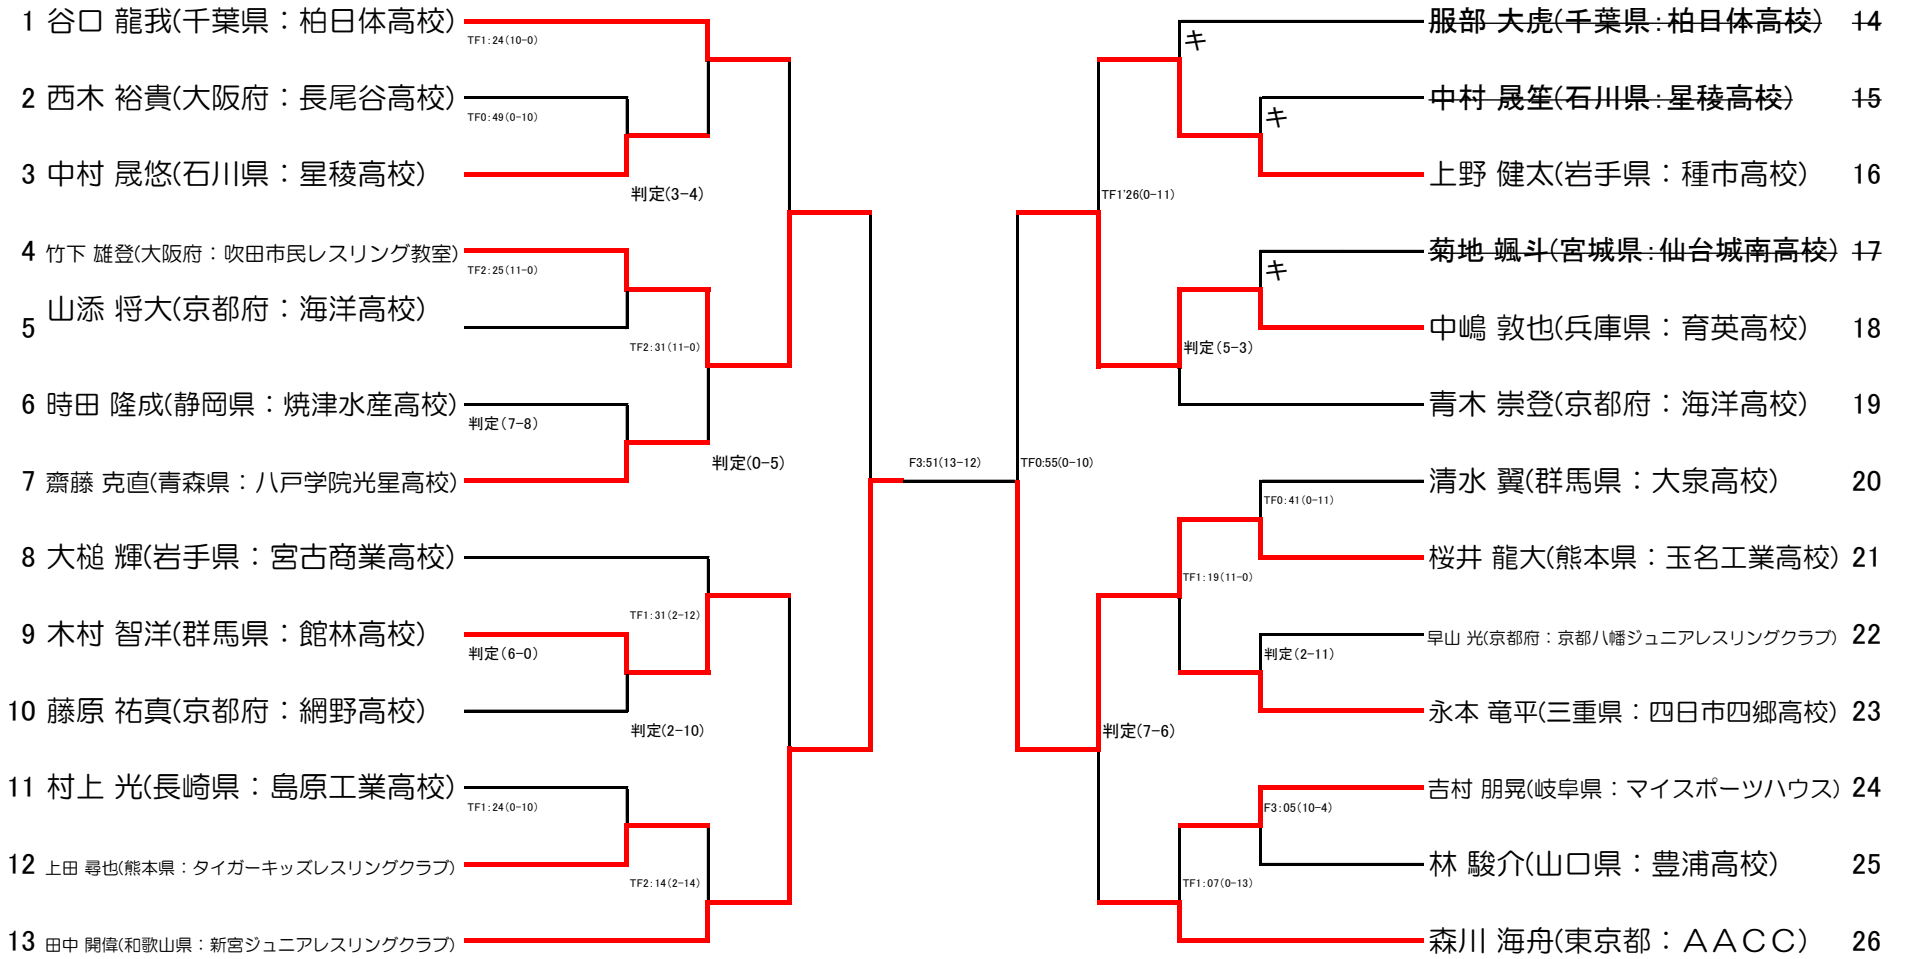 1 谷口 龍我(千葉県：柏日体高校)
TF1:24(10-0)
2 西木 裕貴(大阪府：長尾谷高校)
TF0:49(0-10)
3 中村 晟悠(石川県：星稜高校)
判定(3-4)
4 竹下 雄登(大阪府：吹田市民レスリング教室)
TF2:25(11-0)
5 山添 将大(京都府：海洋高校)
TF2:31(11-0)
6 時田 隆成(静岡県：焼津水産高校)
判定(7-8)
判定(0-5)
7 齋藤 克直(青森県：八戸学院光星高校)
8 大槌 輝(岩手県：宮古商業高校)
TF1:31(2-12)
9 木村 智洋(群馬県：館林高校)
判定(6-0)
10 藤原 祐真(京都府：網野高校)
判定(2-10)
11 村上 光(長崎県：島原工業高校)
TF1:24(0-10)
12 上田 尋也(熊本県：タイガーキッズレスリングクラブ)
TF2:14(2-14)
13 田中 開偉(和歌山県：新宮ジュニアレスリングクラブ)
F3:51(13-12)
TF0:55(0-10)
服部 大虎(千葉県：柏日体高校) 14
キ
中村 晟笙(石川県：星稜高校) 15
キ
上野 健太(岩手県：種市高校) 16
TF1'26(0-11)
菊地 颯斗(宮城県：仙台城南高校) 17
キ
中嶋 敦也(兵庫県：育英高校) 18
判定(5-3)
青木 崇登(京都府：海洋高校) 19
清水 翼(群馬県：大泉高校) 20
TF0:41(0-11)
桜井 龍大(熊本県：玉名工業高校) 21
TF1:19(11-0)
早山 光(京都府：京都八幡ジュニアレスリングクラブ) 22
判定(2-11)
永本 竜平(三重県：四日市四郷高校) 23
判定(7-6)
吉村 朋晃(岐阜県：マイスポーツハウス) 24
F3:05(10-4)
林 駿介(山口県：豊浦高校) 25
TF1:07(0-13)
森川 海舟(東京都：ＡＡＣＣ) 26